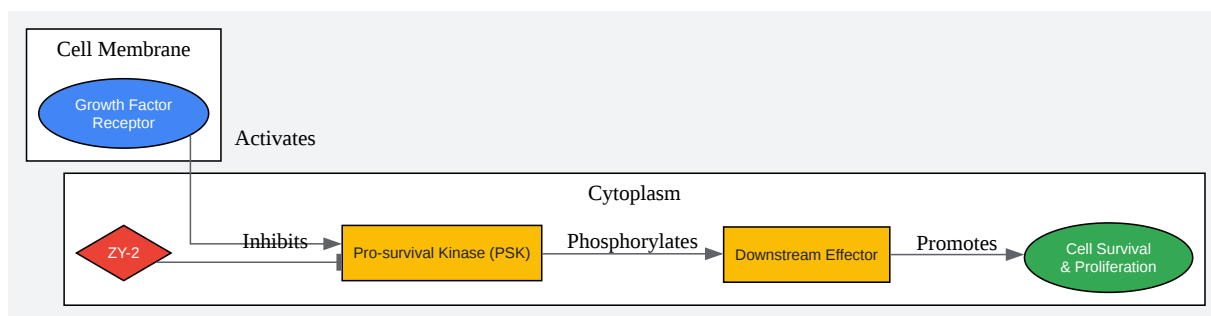 Cell Membrane
Growth Factor
Receptor
Activates
Cytoplasm
ZY-2
Inhibits
Pro-survival Kinase (PSK)
Phosphorylates
Downstream Effector
Promotes
Cell Survival
& Proliferation